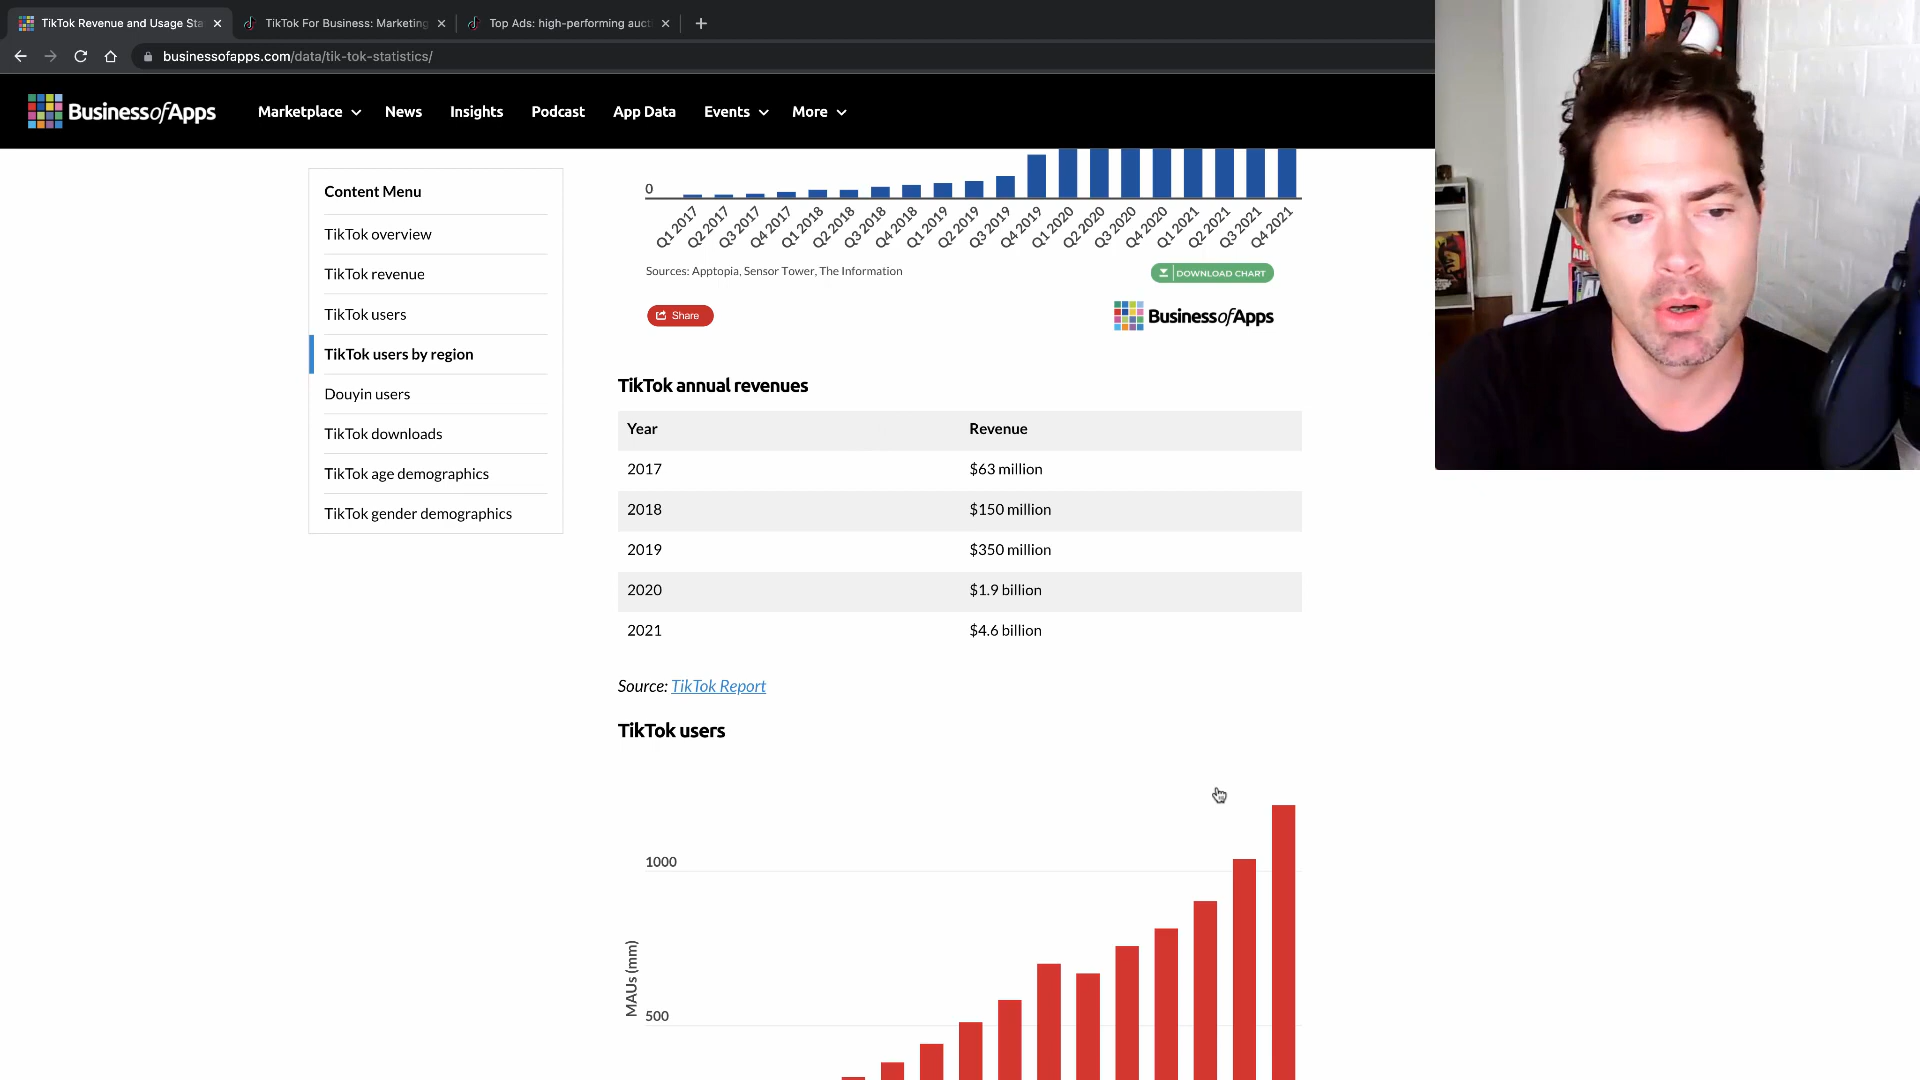 TikTok Revenue and Usage Sta
TikTok For Business: Marketing
Top Ads: high-performing auct
businessofapps.com/data/tik-tok-statistics/
BusinessofApps
Marketplace
News
Insights
Podcast
App Data
Events
More
Content Menu
TikTok overview
TikTok revenue
TikTok users
TikTok users by region
Douyin users
TikTok downloads
TikTok age demographics
TikTok gender demographics
0
Q1 2017
Q2 2017
Q3 2017
Q4 2017
Q1 2018
Q2 2018
Q3 2018
Q4 2018
Q1 2019
Q2 2019
Q3 2019
Q4 2019
Q1 2020
Q2 2020
Q3 2020
Q4 2020
Q1 2021
Q2 2021
Q3 2021
Q4 2021
Sources: Apptopia, Sensor Tower, The Information
DOWNLOAD CHART
Share
BusinessofApps
TikTok annual revenues
Year Revenue
2017 $63 million
2018 $150 million
2019 $350 million
2020 $1.9 billion
2021 $4.6 billion
Source: TikTok Report
TikTok users
1000
MAUs (mm)
500